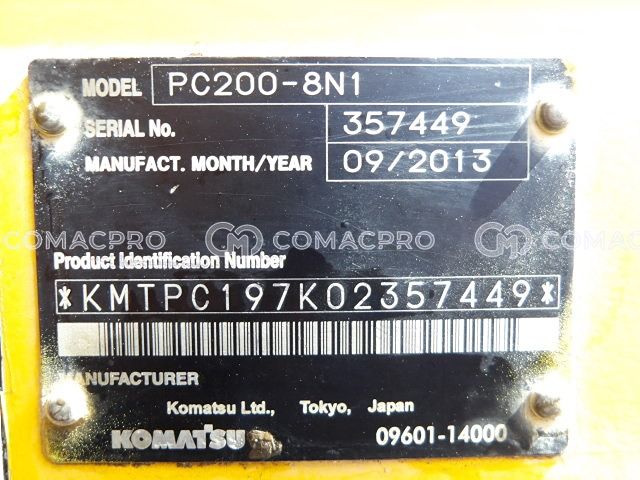 MODEL PC200-8N1
SERIAL No. 357449
MANUFACT. MONTH/YEAR 09/2013
COMACPRO COMACPRO COMACPRO
Product Identification Number
*KMTPC197K02357449*
MANUFACTURER
Komatsu Ltd., Tokyo, Japan
KOMATSU 09601-14000